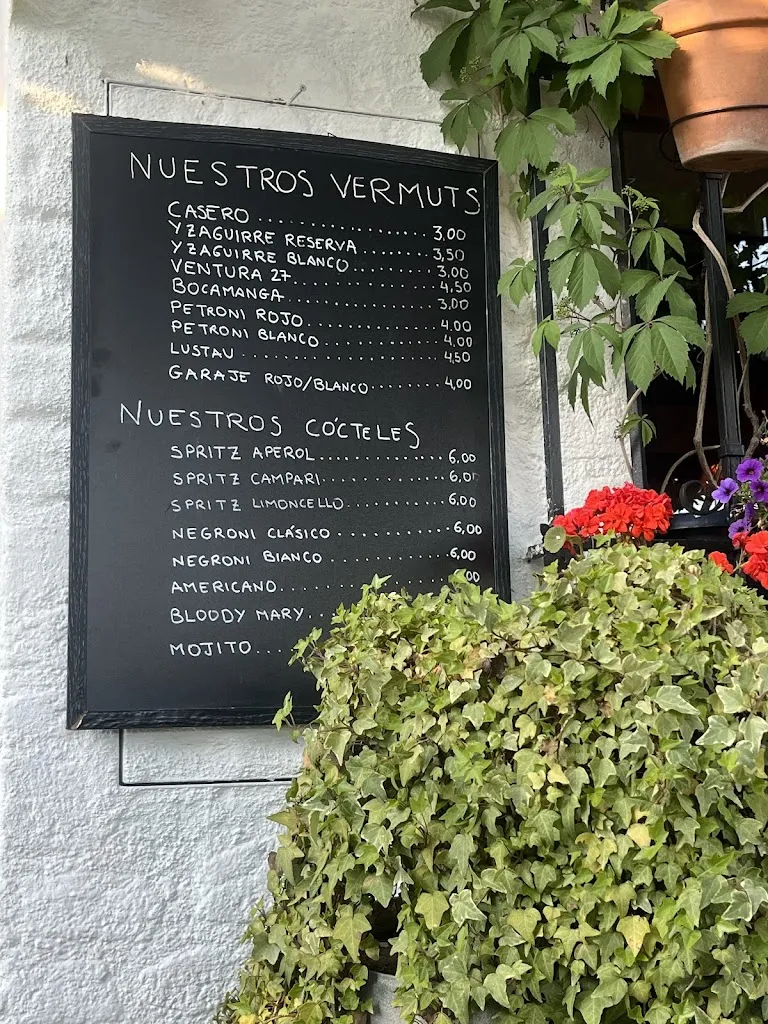 NUESTROS VERMUTS
CASERO .................... 3.00
YZAGUIRRE RESERVA ......... 3,50
YZAGUIRRE BLANCO .......... 3,00
VENTURA 27 ................ 4,50
BOCAMANGA ................. 3,00
PETRONI ROJO .............. 4.00
PETRONI BLANCO ............ 4,00
LUSTAU .................... 4,50
GARAJE ROJO/BLANCO ........ 4,00
NUESTROS CÓCTELES
SPRITZ APEROL ............. 6,00
SPRITZ CAMPARI ............ 6,0
SPRITZ LIMONCELLO ......... 6,00
NEGRONI CLÁSICO ........... 6,00
NEGRONI BIANCO ............ 6,00
AMERICANO ................. 00
BLOODY MARY ..
MOJITO ....